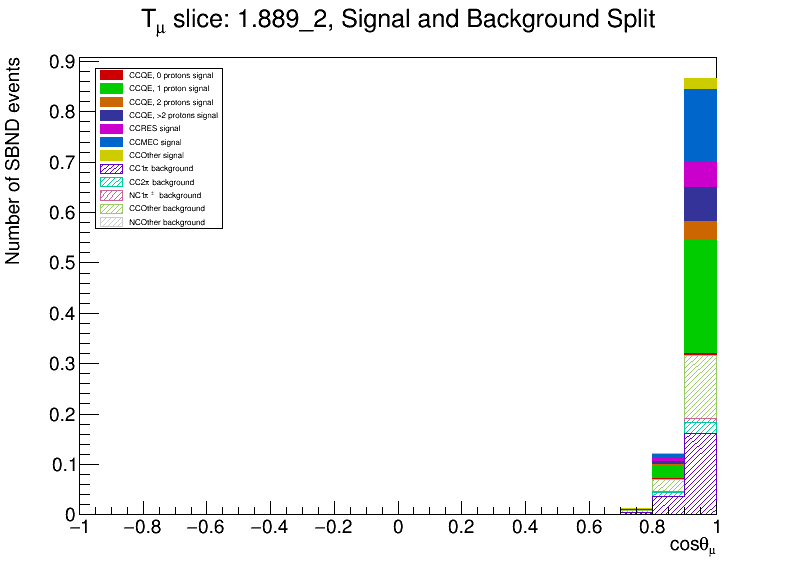 Tμ slice: 1.889_2, Signal and Background Split
Number of SBND events
0.9
0.8
0.7
0.6
0.5
0.4
0.3
0.2
0.1
0
CCQE, 0 protons signal
CCQE, 1 proton signal
CCQE, 2 protons signal
CCQE, >2 protons signal
CCRES signal
CCMEC signal
CCOther signal
CC1π background
CC2π background
NC1π± background
CCOther background
NCOther background
−1 −0.8 −0.6 −0.4 −0.2 0 0.2 0.4 0.6 0.8 1
cosθμ